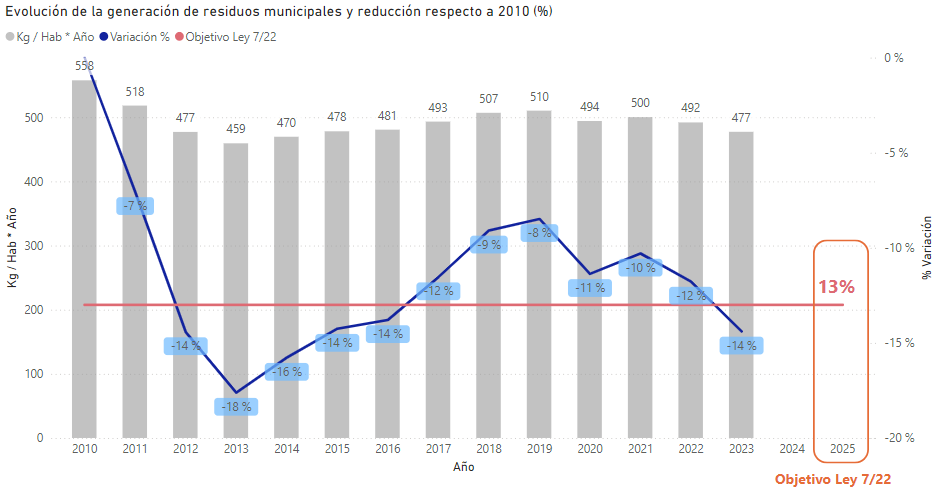 Evolución de la generación de residuos municipales y reducción respecto a 2010 (%)
Kg / Hab * Año Variación % Objetivo Ley 7/22
558 518 477 459 470 478 481 493 507 510 494 500 492 477
0 %
-5 %
-10 %
-15 %
-20 %
% Variación
500
400
300
200
100
0
Kg / Hab * Año
-7 % -14 % -18 % -16 % -14 % -14 % -12 % -9 % -8 % -11 % -10 % -12 % -14 %
13%
2010 2011 2012 2013 2014 2015 2016 2017 2018 2019 2020 2021 2022 2023 2024 2025
Año
Objetivo Ley 7/22